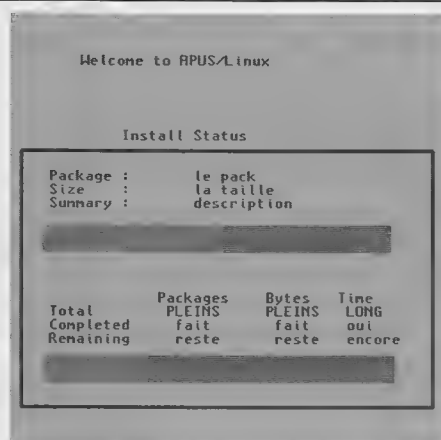 Welcome to APUS/Linux
Install Status
Package : le pack
Size : la taille
Summary : description
Packages Bytes Time
Total PLEINS PLEINS LONG
Completed fait fait oui
Remaining reste reste encore